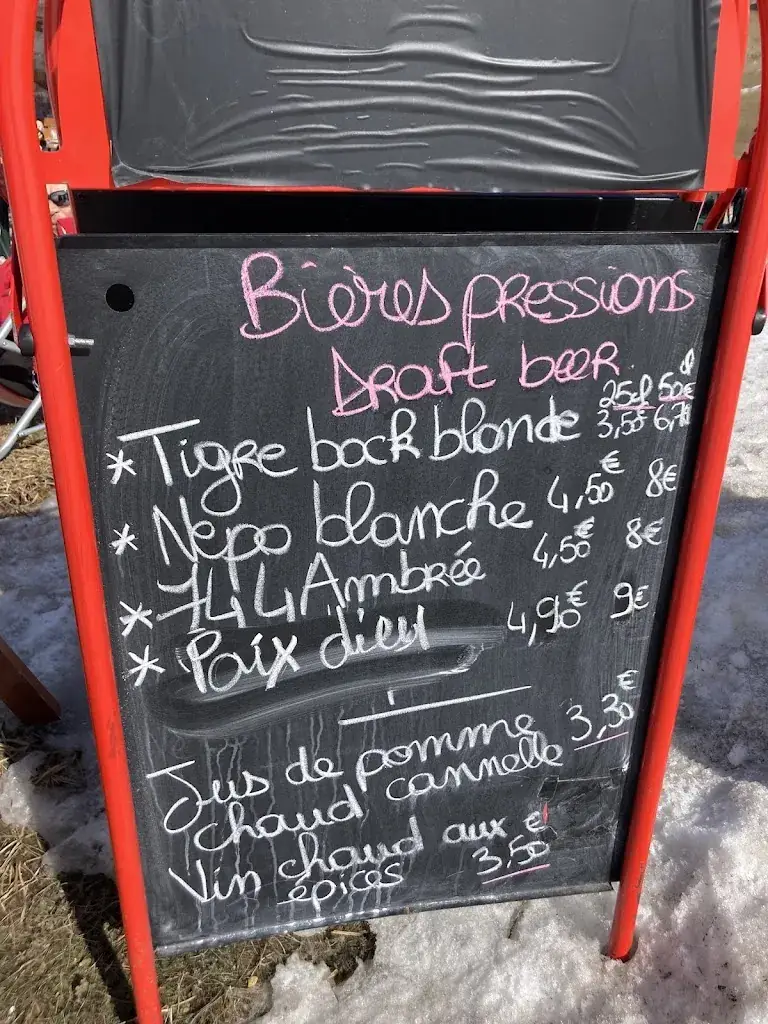 Bières pressions
Draft beer
25cl 50cl
* Tigre bock blonde 3,50 6,70€
* Nepo blanche 4,50€ 8€
* 744 Ambrée 4,50€ 8€
* Paix dieu 4,90€ 9€
Jus de pomme 3,30€
chaud cannelle
Vin chaud aux €
épices 3,50